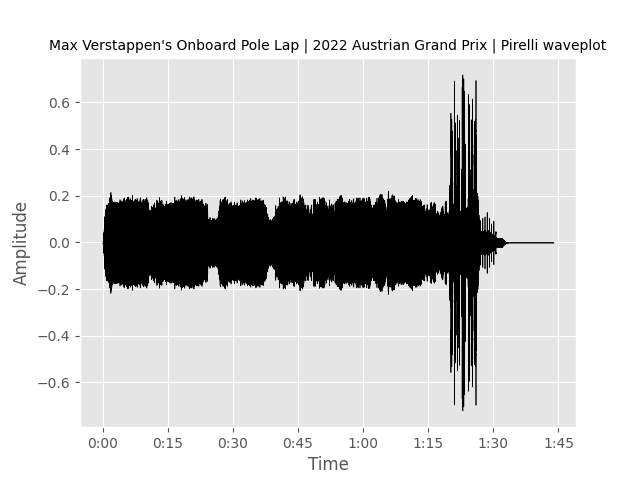 Max Verstappen's Onboard Pole Lap | 2022 Austrian Grand Prix | Pirelli waveplot
0.6
0.4
0.2
0.0
−0.2
−0.4
−0.6
Amplitude
0:00 0:15 0:30 0:45 1:00 1:15 1:30 1:45
Time